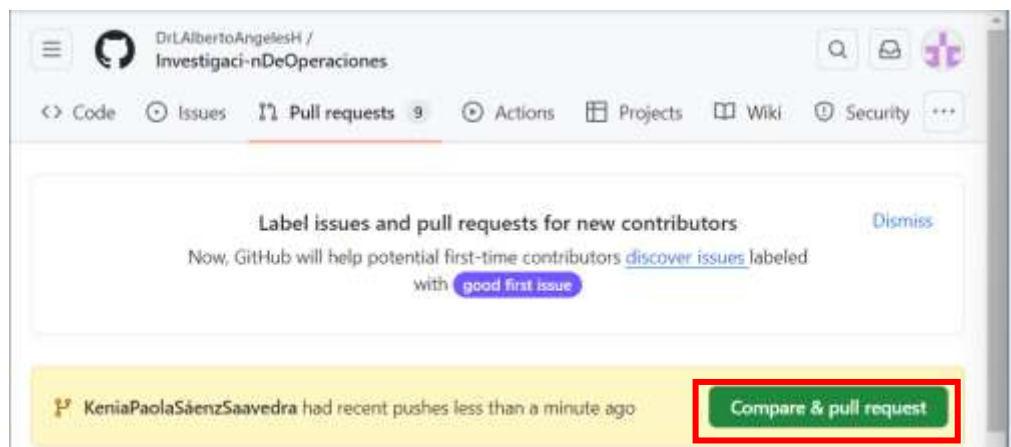 DrLAlbertoAngelesH /
Investigaci-nDeOperaciones
Code Issues Pull requests 9 Actions Projects Wiki Security
Label issues and pull requests for new contributors Dismiss
Now, GitHub will help potential first-time contributors discover issues labeled
with good first issue
KeniaPaolaSáenzSaavedra had recent pushes less than a minute ago Compare & pull request